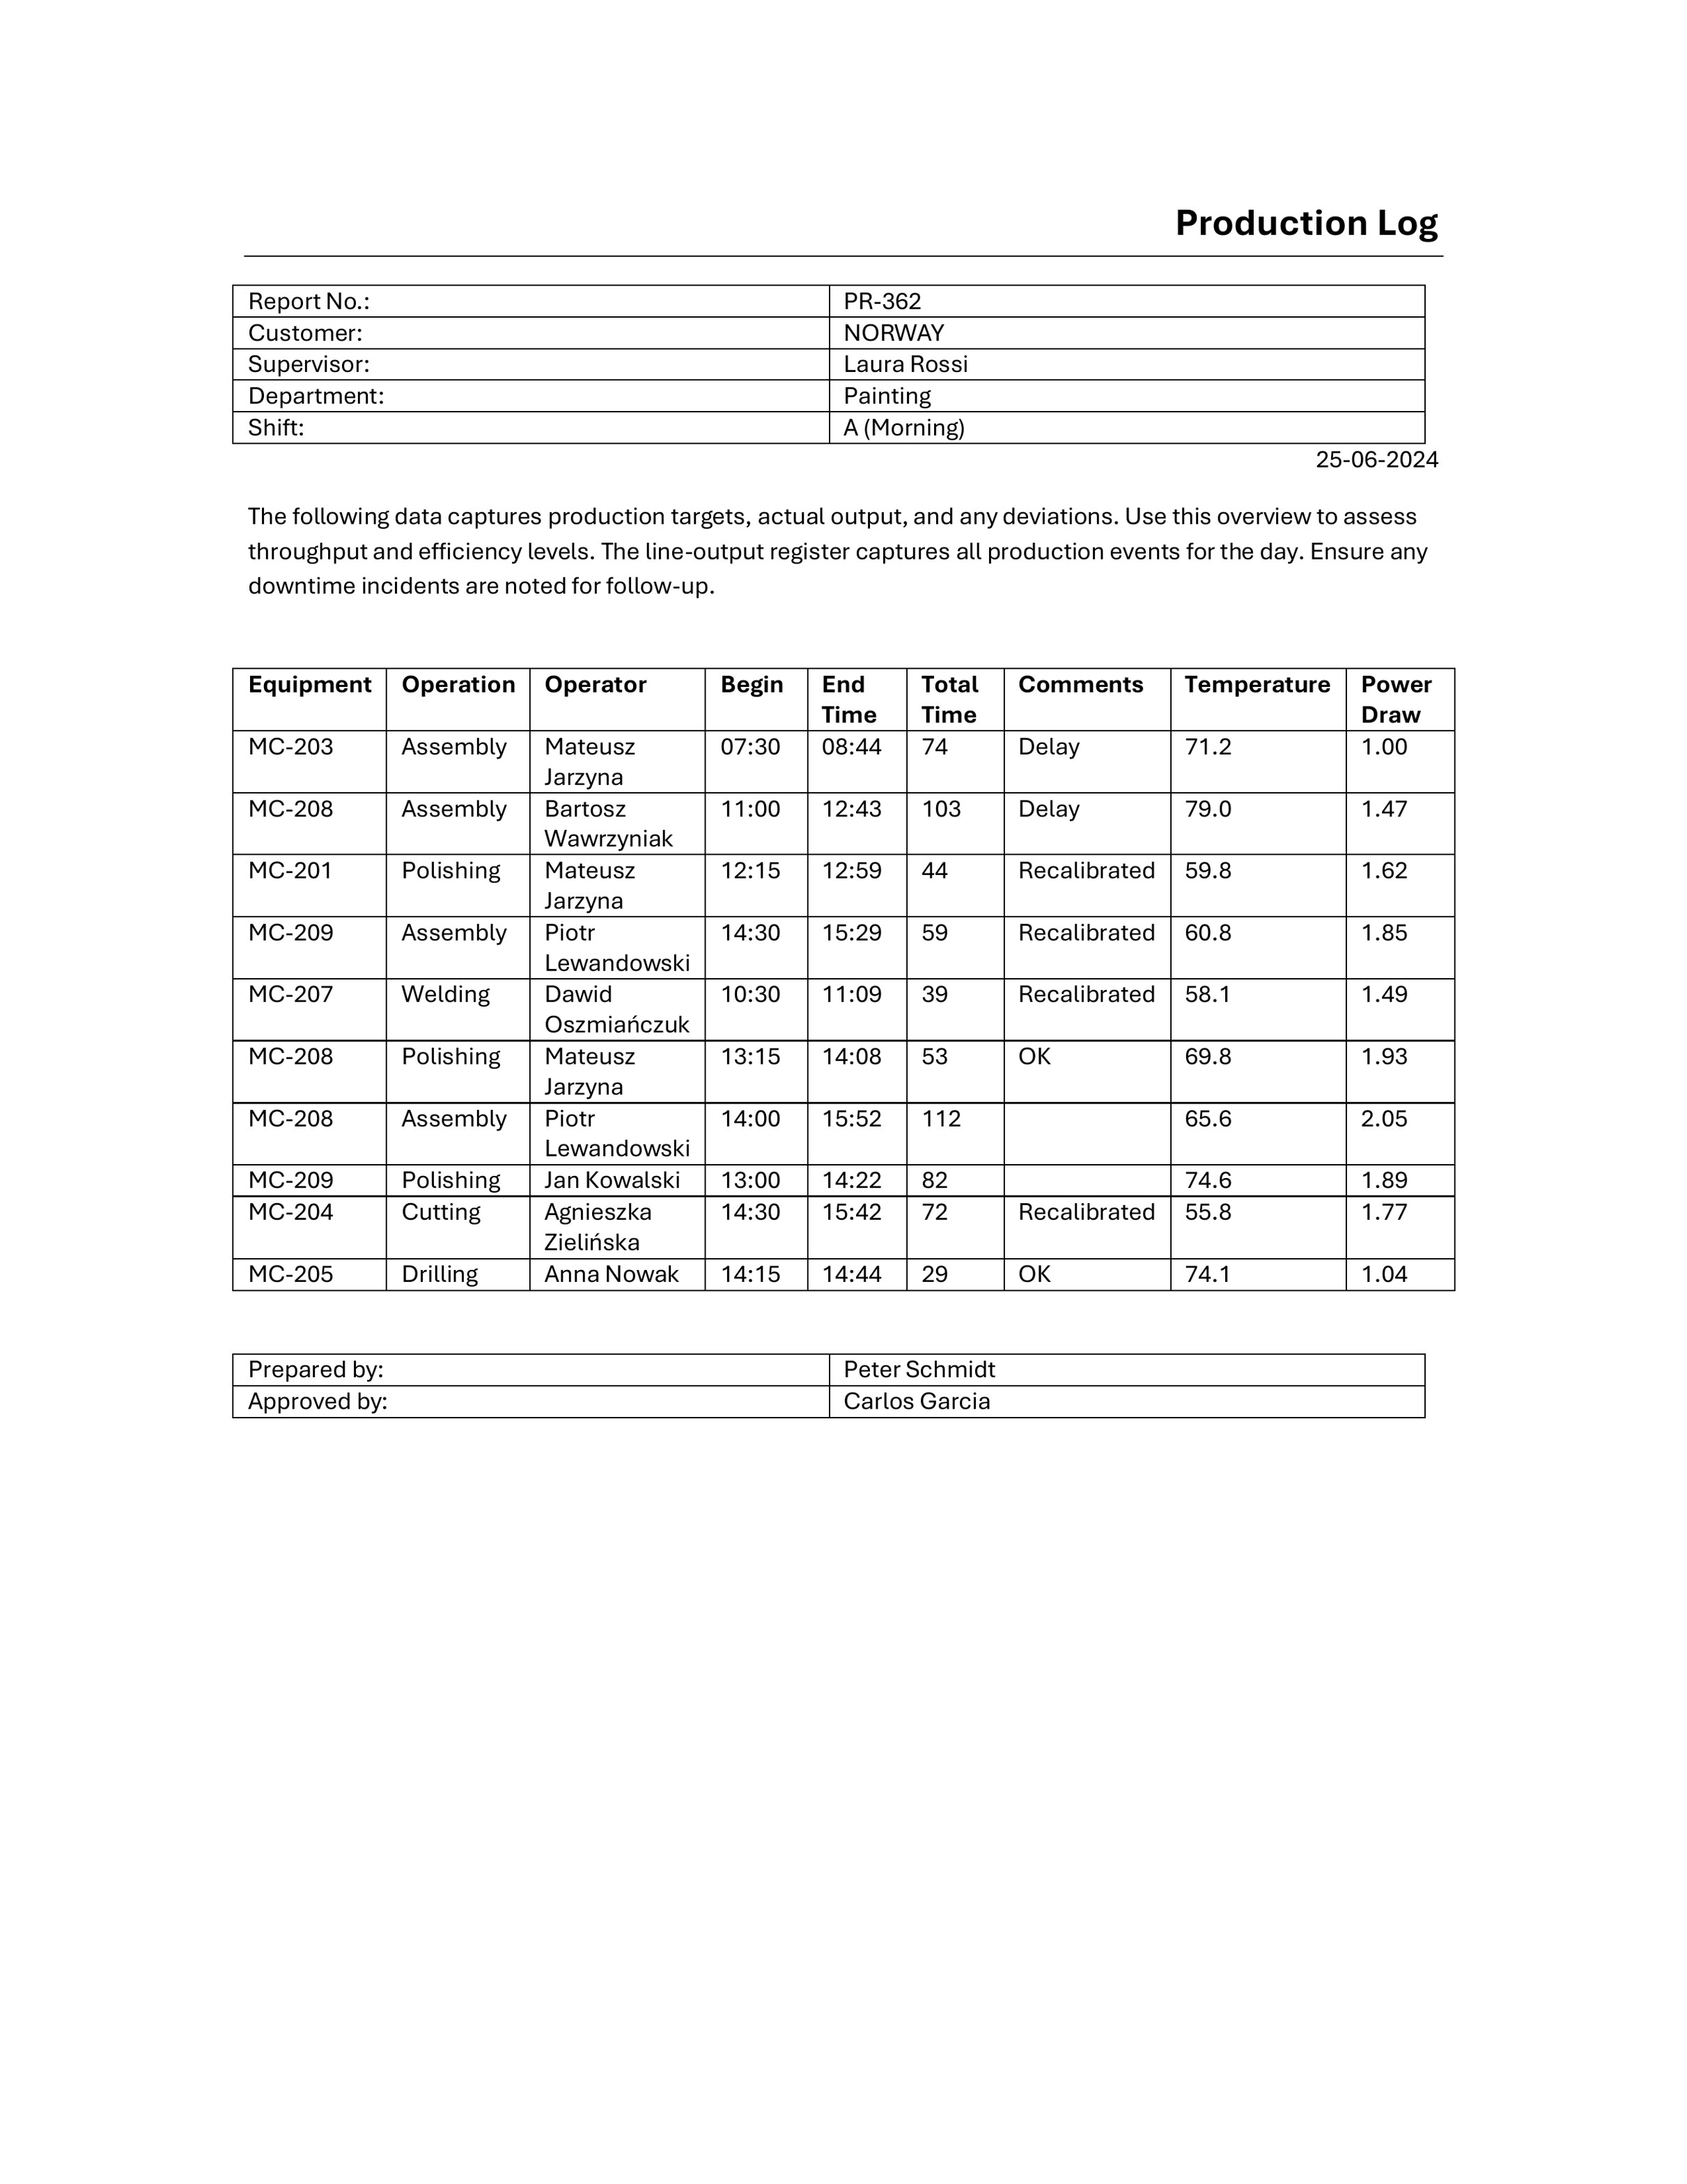 Production Log
Report No.: PR-362
Customer: NORWAY
Supervisor: Laura Rossi
Department: Painting
Shift: A (Morning)
25-06-2024
The following data captures production targets, actual output, and any deviations. Use this overview to assess
throughput and efficiency levels. The line-output register captures all production events for the day. Ensure any
downtime incidents are noted for follow-up.
Equipment Operation Operator Begin End Total Comments Temperature Power
Time Time Draw
MC-203 Assembly Mateusz 07:30 08:44 74 Delay 71.2 1.00
Jarzyna
MC-208 Assembly Bartosz 11:00 12:43 103 Delay 79.0 1.47
Wawrzyniak
MC-201 Polishing Mateusz 12:15 12:59 44 Recalibrated 59.8 1.62
Jarzyna
MC-209 Assembly Piotr 14:30 15:29 59 Recalibrated 60.8 1.85
Lewandowski
MC-207 Welding Dawid 10:30 11:09 39 Recalibrated 58.1 1.49
Oszmiańczuk
MC-208 Polishing Mateusz 13:15 14:08 53 OK 69.8 1.93
Jarzyna
MC-208 Assembly Piotr 14:00 15:52 112 65.6 2.05
Lewandowski
MC-209 Polishing Jan Kowalski 13:00 14:22 82 74.6 1.89
MC-204 Cutting Agnieszka 14:30 15:42 72 Recalibrated 55.8 1.77
Zielińska
MC-205 Drilling Anna Nowak 14:15 14:44 29 OK 74.1 1.04
Prepared by: Peter Schmidt
Approved by: Carlos Garcia